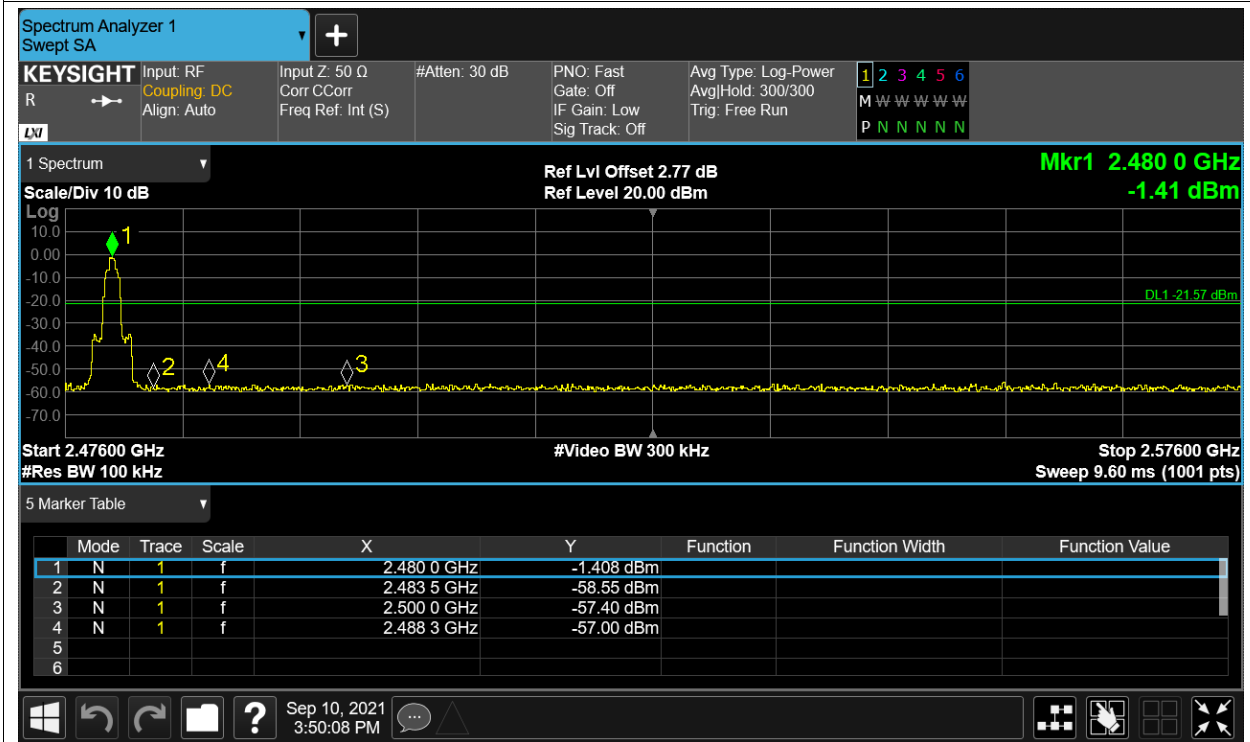 Spectrum Analyzer 1
Swept SA
+
KEYSIGHT
R
LXI
Input: RF
Coupling: DC
Align: Auto
Input Z: 50 Ω
Corr CCorr
Freq Ref: Int (S)
#Atten: 30 dB
PNO: Fast
Gate: Off
IF Gain: Low
Sig Track: Off
Avg Type: Log-Power
Avg|Hold: 300/300
Trig: Free Run
1 2 3 4 5 6
M W W W W W
P N N N N N
1 Spectrum
Scale/Div 10 dB
Ref Lvl Offset 2.77 dB
Ref Level 20.00 dBm
Mkr1 2.480 0 GHz
-1.41 dBm
Log
10.0
0.00
-10.0
-20.0
-30.0
-40.0
-50.0
-60.0
-70.0
1
2
4
3
DL1 -21.57 dBm
Start 2.47600 GHz
#Video BW 300 kHz
Stop 2.57600 GHz
#Res BW 100 kHz
Sweep 9.60 ms (1001 pts)
5 Marker Table
Mode Trace Scale X Y Function Function Width Function Value
1 N 1 f 2.480 0 GHz -1.408 dBm
2 N 1 f 2.483 5 GHz -58.55 dBm
3 N 1 f 2.500 0 GHz -57.40 dBm
4 N 1 f 2.488 3 GHz -57.00 dBm
5
6
?
Sep 10, 2021
3:50:08 PM